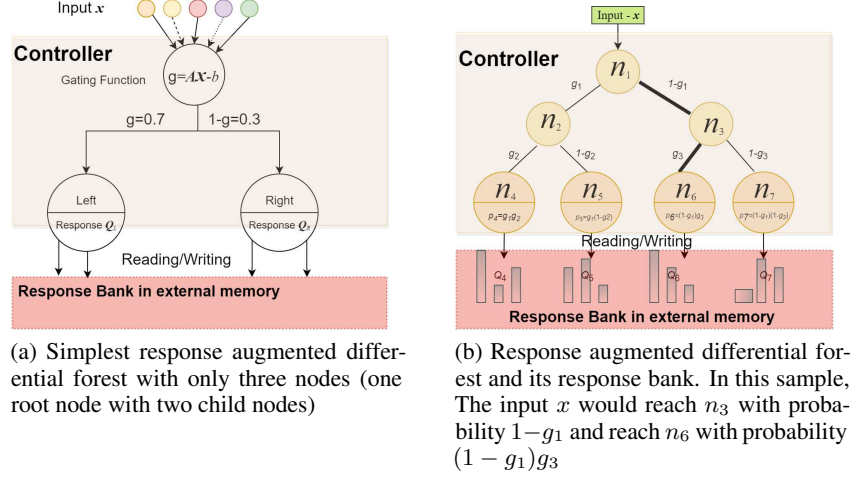 Input x
Controller
Gating Function
g=Ax-b
g=0.7
1-g=0.3
Left
Response Q_L
Right
Response Q_R
Reading/Writing
Response Bank in external memory
(a) Simplest response augmented differ-
ential forest with only three nodes (one
root node with two child nodes)
Input - x
Controller
n1
g1
1-g1
n2
n3
g2
1-g2
g3
1-g3
n4
n5
n6
n7
p4=g1g2
p5=g1(1-g2)
p6=(1-g1)g3
p7=(1-g1)(1-g3)
Reading/Writing
Q4
Q5
Q6
Q7
Response Bank in external memory
(b) Response augmented differential for-
est and its response bank. In this sample,
The input x would reach n3 with proba-
bility 1−g1 and reach n6 with probability
(1 − g1)g3